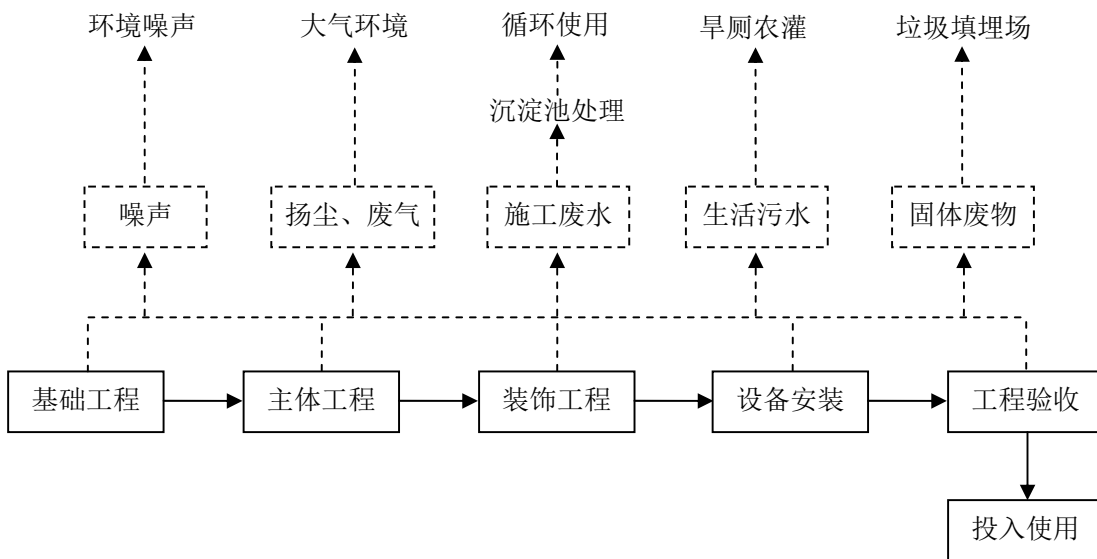 环境噪声
大气环境
循环使用
旱厕农灌
垃圾填埋场
沉淀池处理
噪声
扬尘、废气
施工废水
生活污水
固体废物
基础工程
主体工程
装饰工程
设备安装
工程验收
投入使用